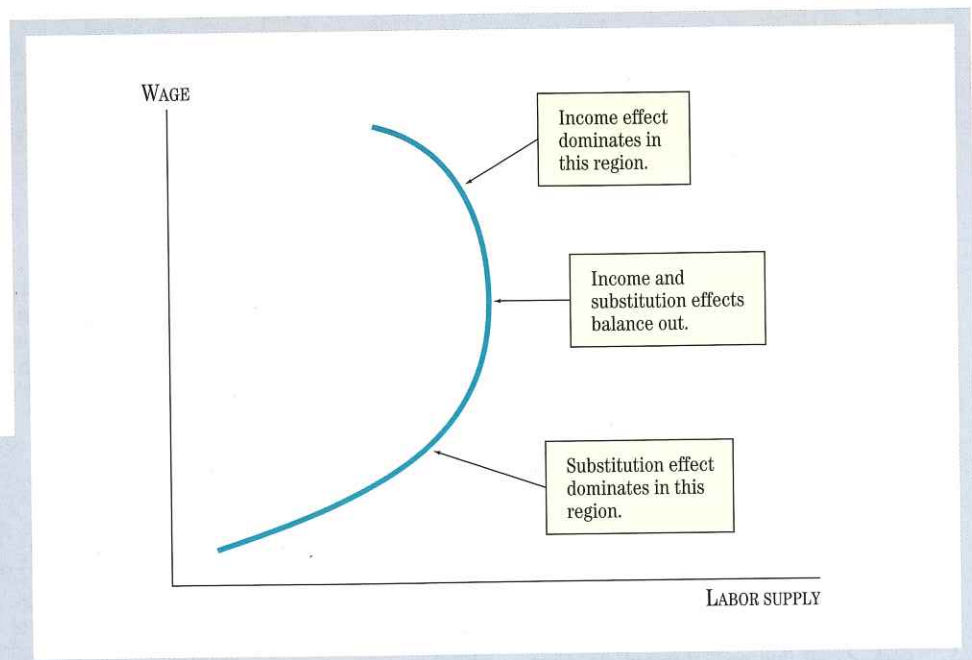 WAGE
Income effect
dominates in
this region.
Income and
substitution effects
balance out.
Substitution effect
dominates in this
region.
LABOR SUPPLY